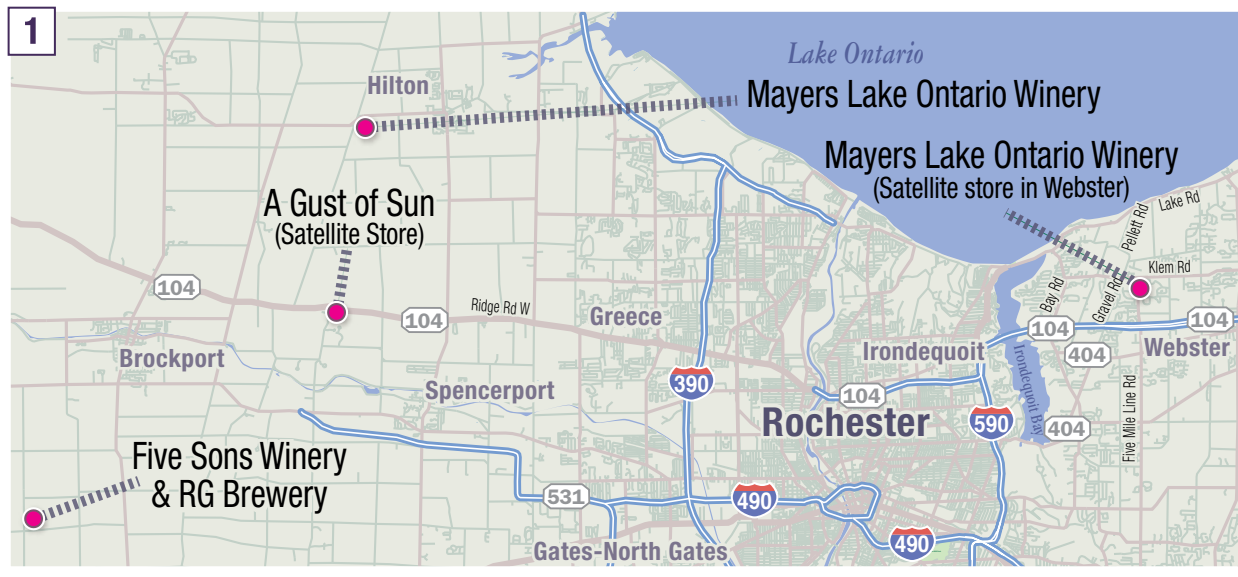 1
Lake Ontario
Hilton
Mayers Lake Ontario Winery
Mayers Lake Ontario Winery
(Satellite store in Webster)
A Gust of Sun
(Satellite Store)
Lake Rd
Pellett Rd
Klem Rd
Bay Rd
Gravel Rd
104
104
Ridge Rd W
Greece
104
104
Brockport
Irondequoit
404
Webster
Spencerport
390
104
Irondequoit Bay
Five Mile Line Rd
Rochester
590
404
Five Sons Winery
& RG Brewery
531
490
490
Gates-North Gates